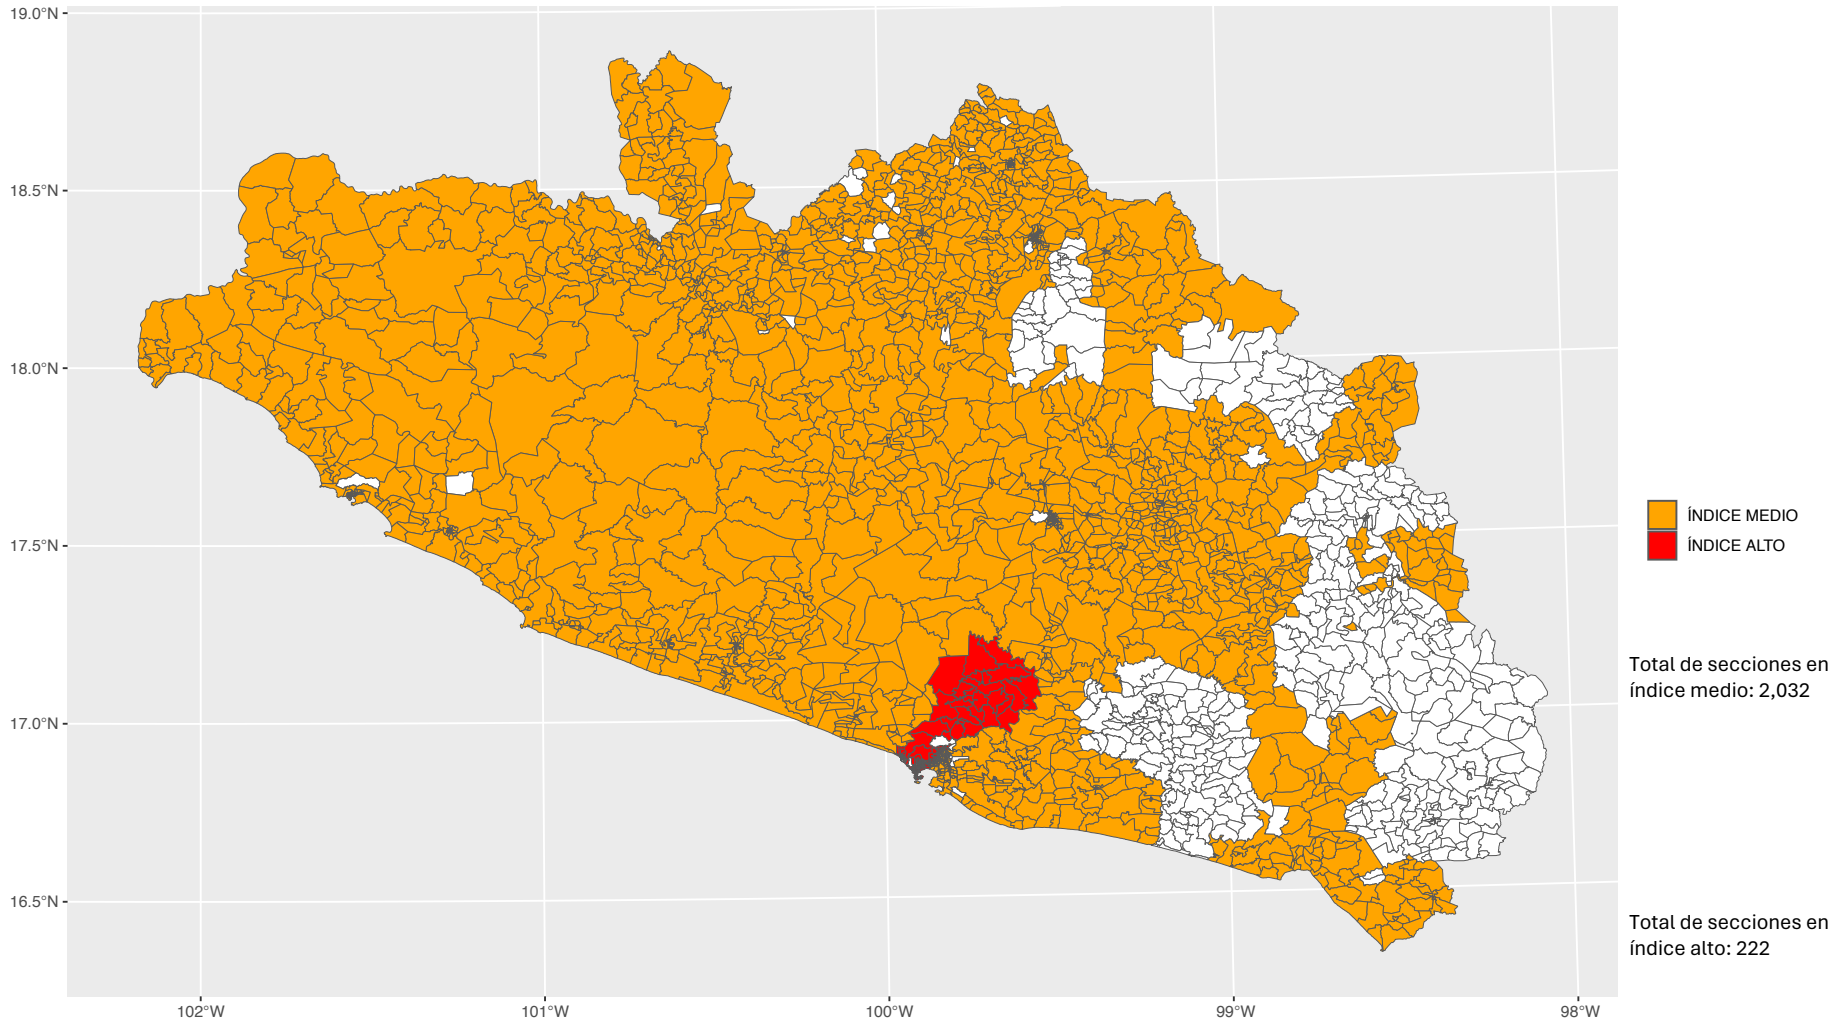 19.0°N
18.5°N
18.0°N
17.5°N
17.0°N
16.5°N
102°W
101°W
100°W
99°W
98°W
ÍNDICE MEDIO
ÍNDICE ALTO
Total de secciones en
índice medio: 2,032
Total de secciones en
índice alto: 222